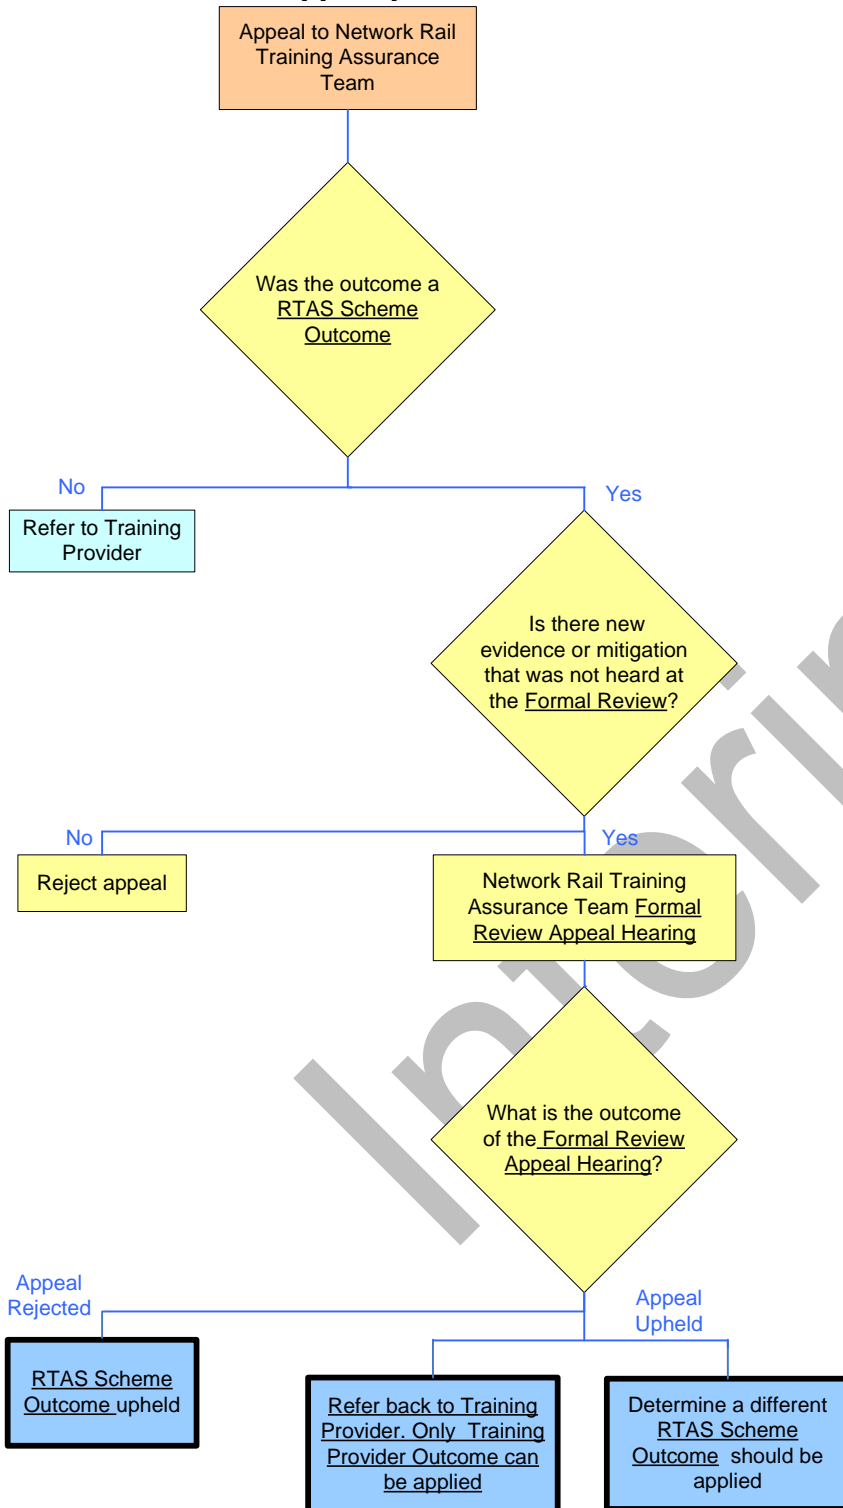 Appeal to Network Rail
Training Assurance
Team
Was the outcome a
RTAS Scheme
Outcome
No
Yes
Refer to Training
Provider
Is there new
evidence or mitigation
that was not heard at
the Formal Review?
No
Yes
Reject appeal
Network Rail Training
Assurance Team Formal
Review Appeal Hearing
What is the outcome
of the Formal Review
Appeal Hearing?
Appeal
Rejected
Appeal
Upheld
RTAS Scheme
Outcome upheld
Refer back to Training
Provider. Only Training
Provider Outcome can
be applied
Determine a different
RTAS Scheme
Outcome should be
applied